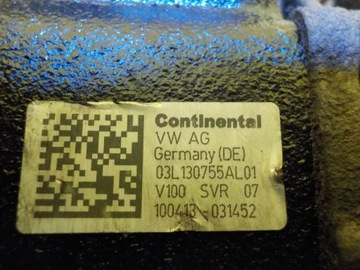 Continental
VW AG
Germany (DE)
03L130755AL01
V100 SVR 07
100413-031452